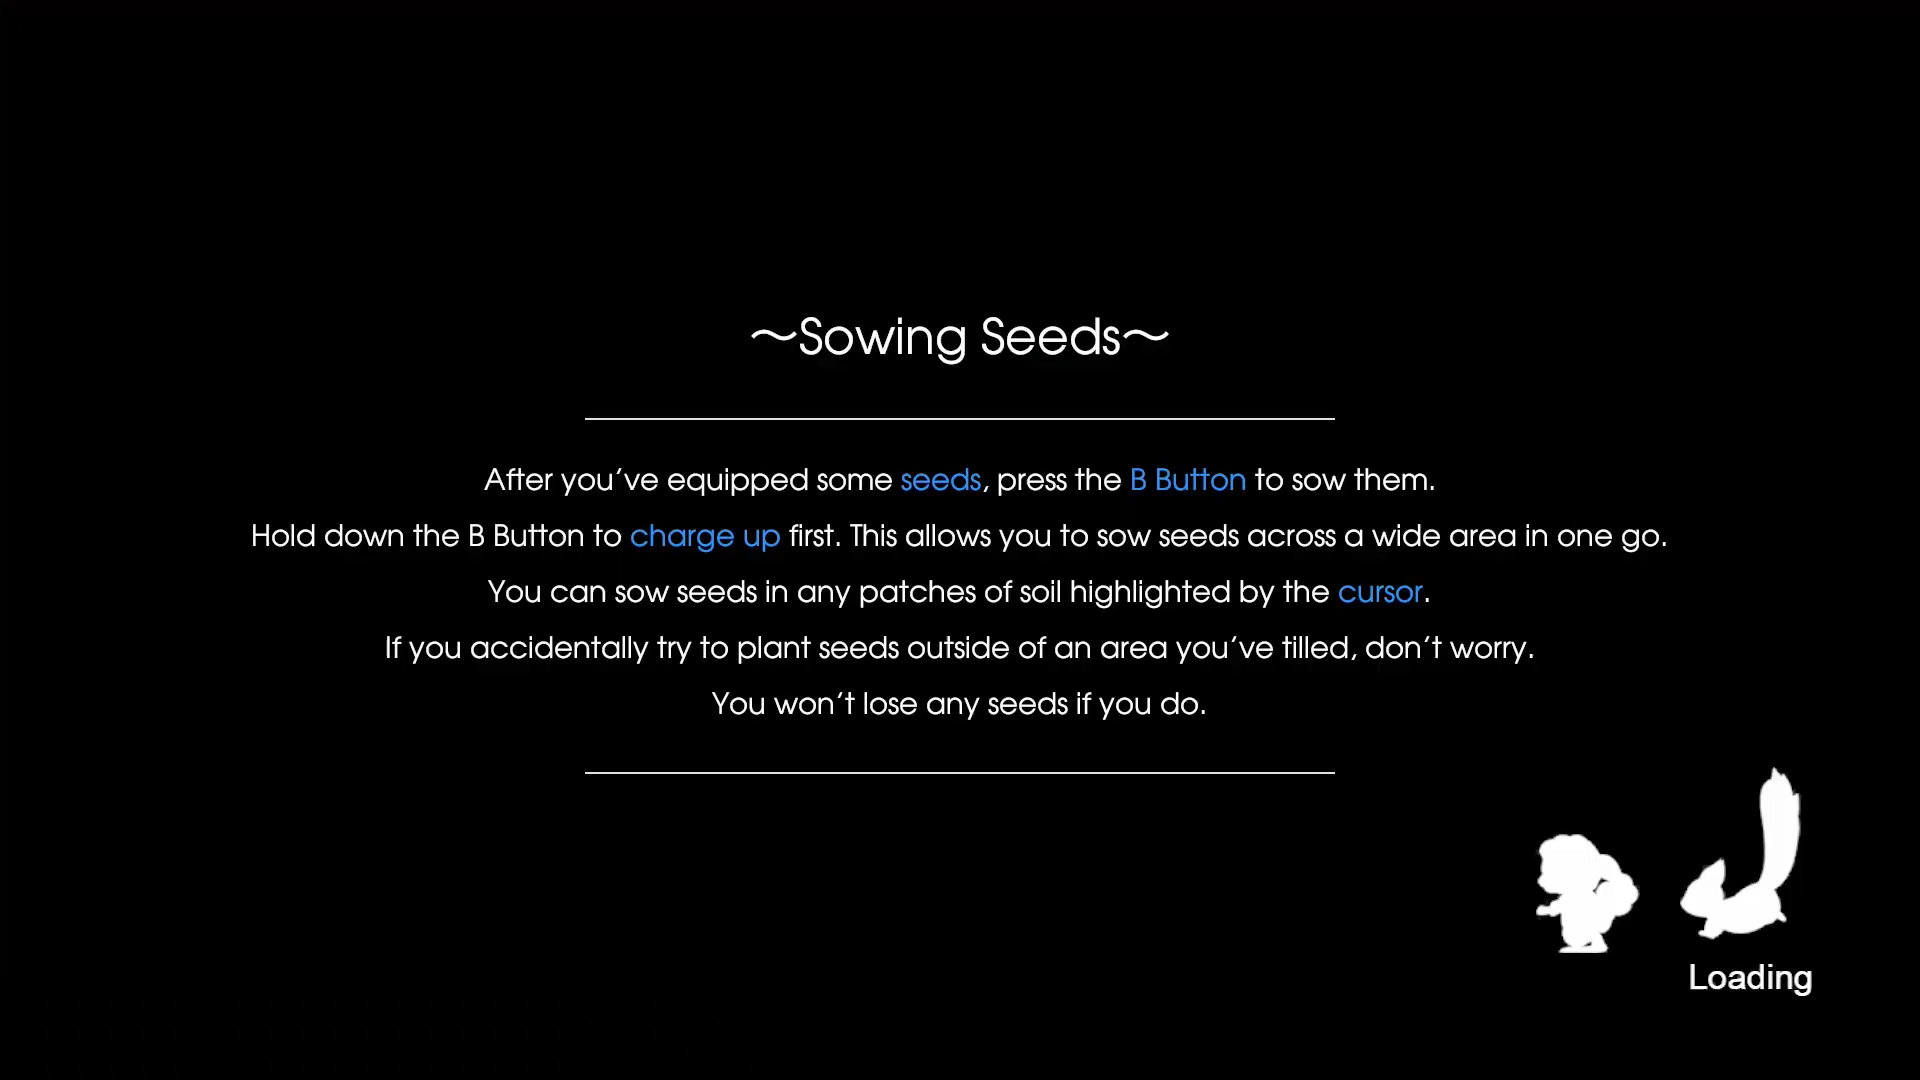 ～Sowing Seeds～
After you’ve equipped some seeds, press the B Button to sow them.
Hold down the B Button to charge up first. This allows you to sow seeds across a wide area in one go.
You can sow seeds in any patches of soil highlighted by the cursor.
If you accidentally try to plant seeds outside of an area you’ve tilled, don’t worry.
You won’t lose any seeds if you do.
Loading